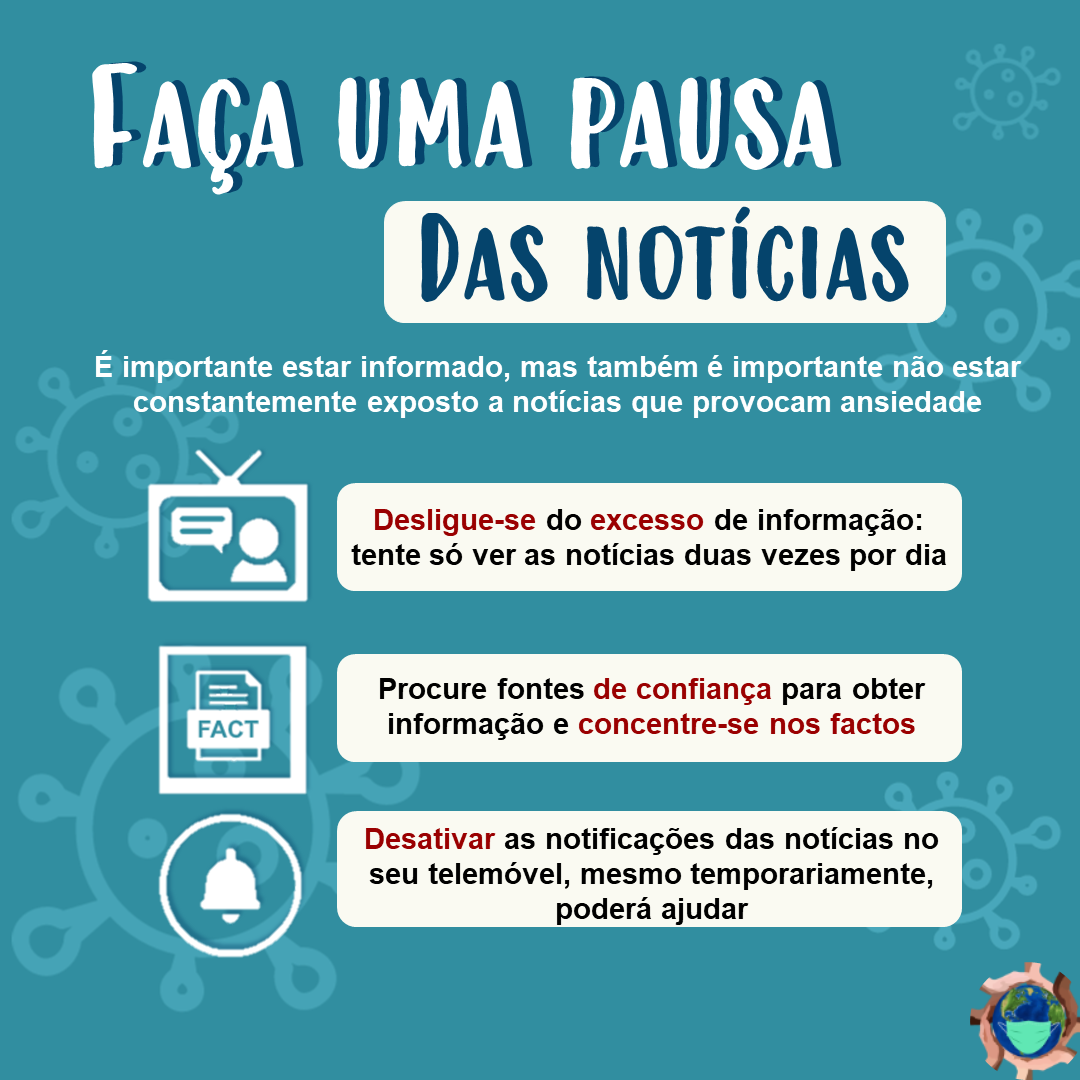 FAÇA UMA PAUSA
DAS NOTÍCIAS
É importante estar informado, mas também é importante não estar
constantemente exposto a notícias que provocam ansiedade
Desligue-se do excesso de informação:
tente só ver as notícias duas vezes por dia
FACT
Procure fontes de confiança para obter
informação e concentre-se nos factos
Desativar as notificações das notícias no
seu telemóvel, mesmo temporariamente,
poderá ajudar